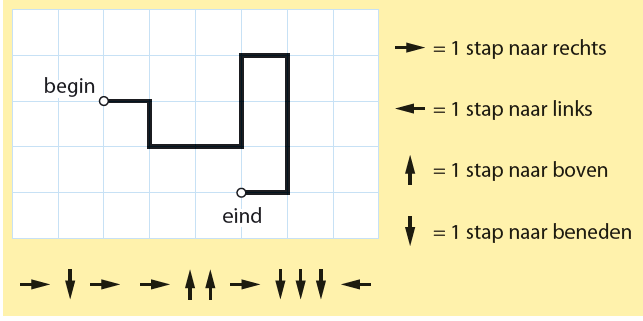 begin
eind
= 1 stap naar rechts
= 1 stap naar links
= 1 stap naar boven
= 1 stap naar beneden